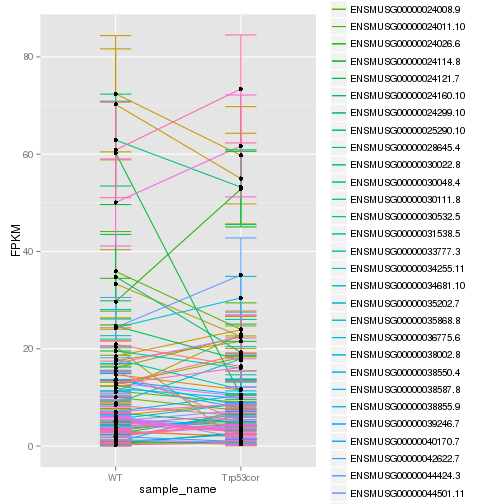 ENSMUSG00000024008.9
ENSMUSG00000024011.10
ENSMUSG00000024026.6
ENSMUSG00000024114.8
ENSMUSG00000024121.7
ENSMUSG00000024160.10
ENSMUSG00000024299.10
ENSMUSG00000025290.10
ENSMUSG00000028645.4
ENSMUSG00000030022.8
ENSMUSG00000030048.4
ENSMUSG00000030111.8
ENSMUSG00000030532.5
ENSMUSG00000031538.5
ENSMUSG00000033777.3
ENSMUSG00000034255.11
ENSMUSG00000034681.10
ENSMUSG00000035202.7
ENSMUSG00000035868.8
ENSMUSG00000036775.6
ENSMUSG00000038002.8
ENSMUSG00000038550.4
ENSMUSG00000038587.8
ENSMUSG00000038855.9
ENSMUSG00000039246.7
ENSMUSG00000040170.7
ENSMUSG00000042622.7
ENSMUSG00000044424.3
ENSMUSG00000044501.11
80
60
40
20
0
FPKM
WT
Trp53cor
sample_name